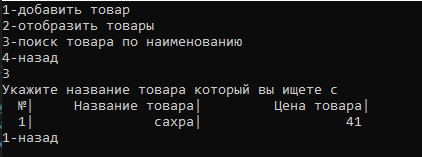 1-добавить товар
2-отобразить товары
3-поиск товара по наименованию
4-назад
3
Укажите название товара который вы ищете с
№| Название товара| Цена товара|
1| сахра| 41
1-назад